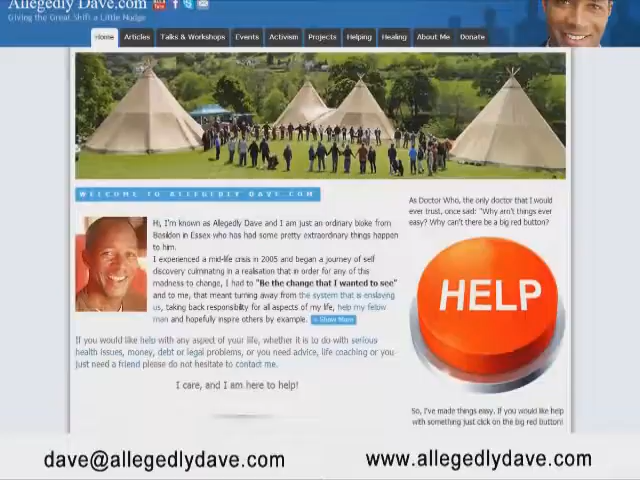 Allegedly Dave.com
Giving the Great Shift a Little Nudge
Home Articles Talks & Workshops Events Activism Projects Helping Healing About Me Donate
WELCOME TO ALLEGEDLY DAVE.COM
Hi, I'm known as Allegedly Dave and I am just an ordinary bloke from
Basildon in Essex who has had some pretty extraordinary things happen
to him.
I experienced a mid-life crisis in 2005 and began a journey of self
discovery culminating in a realisation that in order for any of this
madness to change, I had to "Be the change that I wanted to see"
and to me, that meant turning away from the system that is enslaving
us, taking back responsibility for all aspects of my life, help my fellow
man and hopefully inspire others by example. Show More
If you would like help with any aspect of your life, whether it is to do with serious
health issues, money, debt or legal problems, or you need advice, life coaching or you
just need a friend please do not hesitate to contact me.
I care, and I am here to help!
As Doctor Who, the only doctor that I would
ever trust, once said: "Why arn't things ever
easy? Why can't there be a big red button?
HELP
So, I've made things easy. If you would like help
with something just click on the big red button!
dave@allegedlydave.com
www.allegedlydave.com